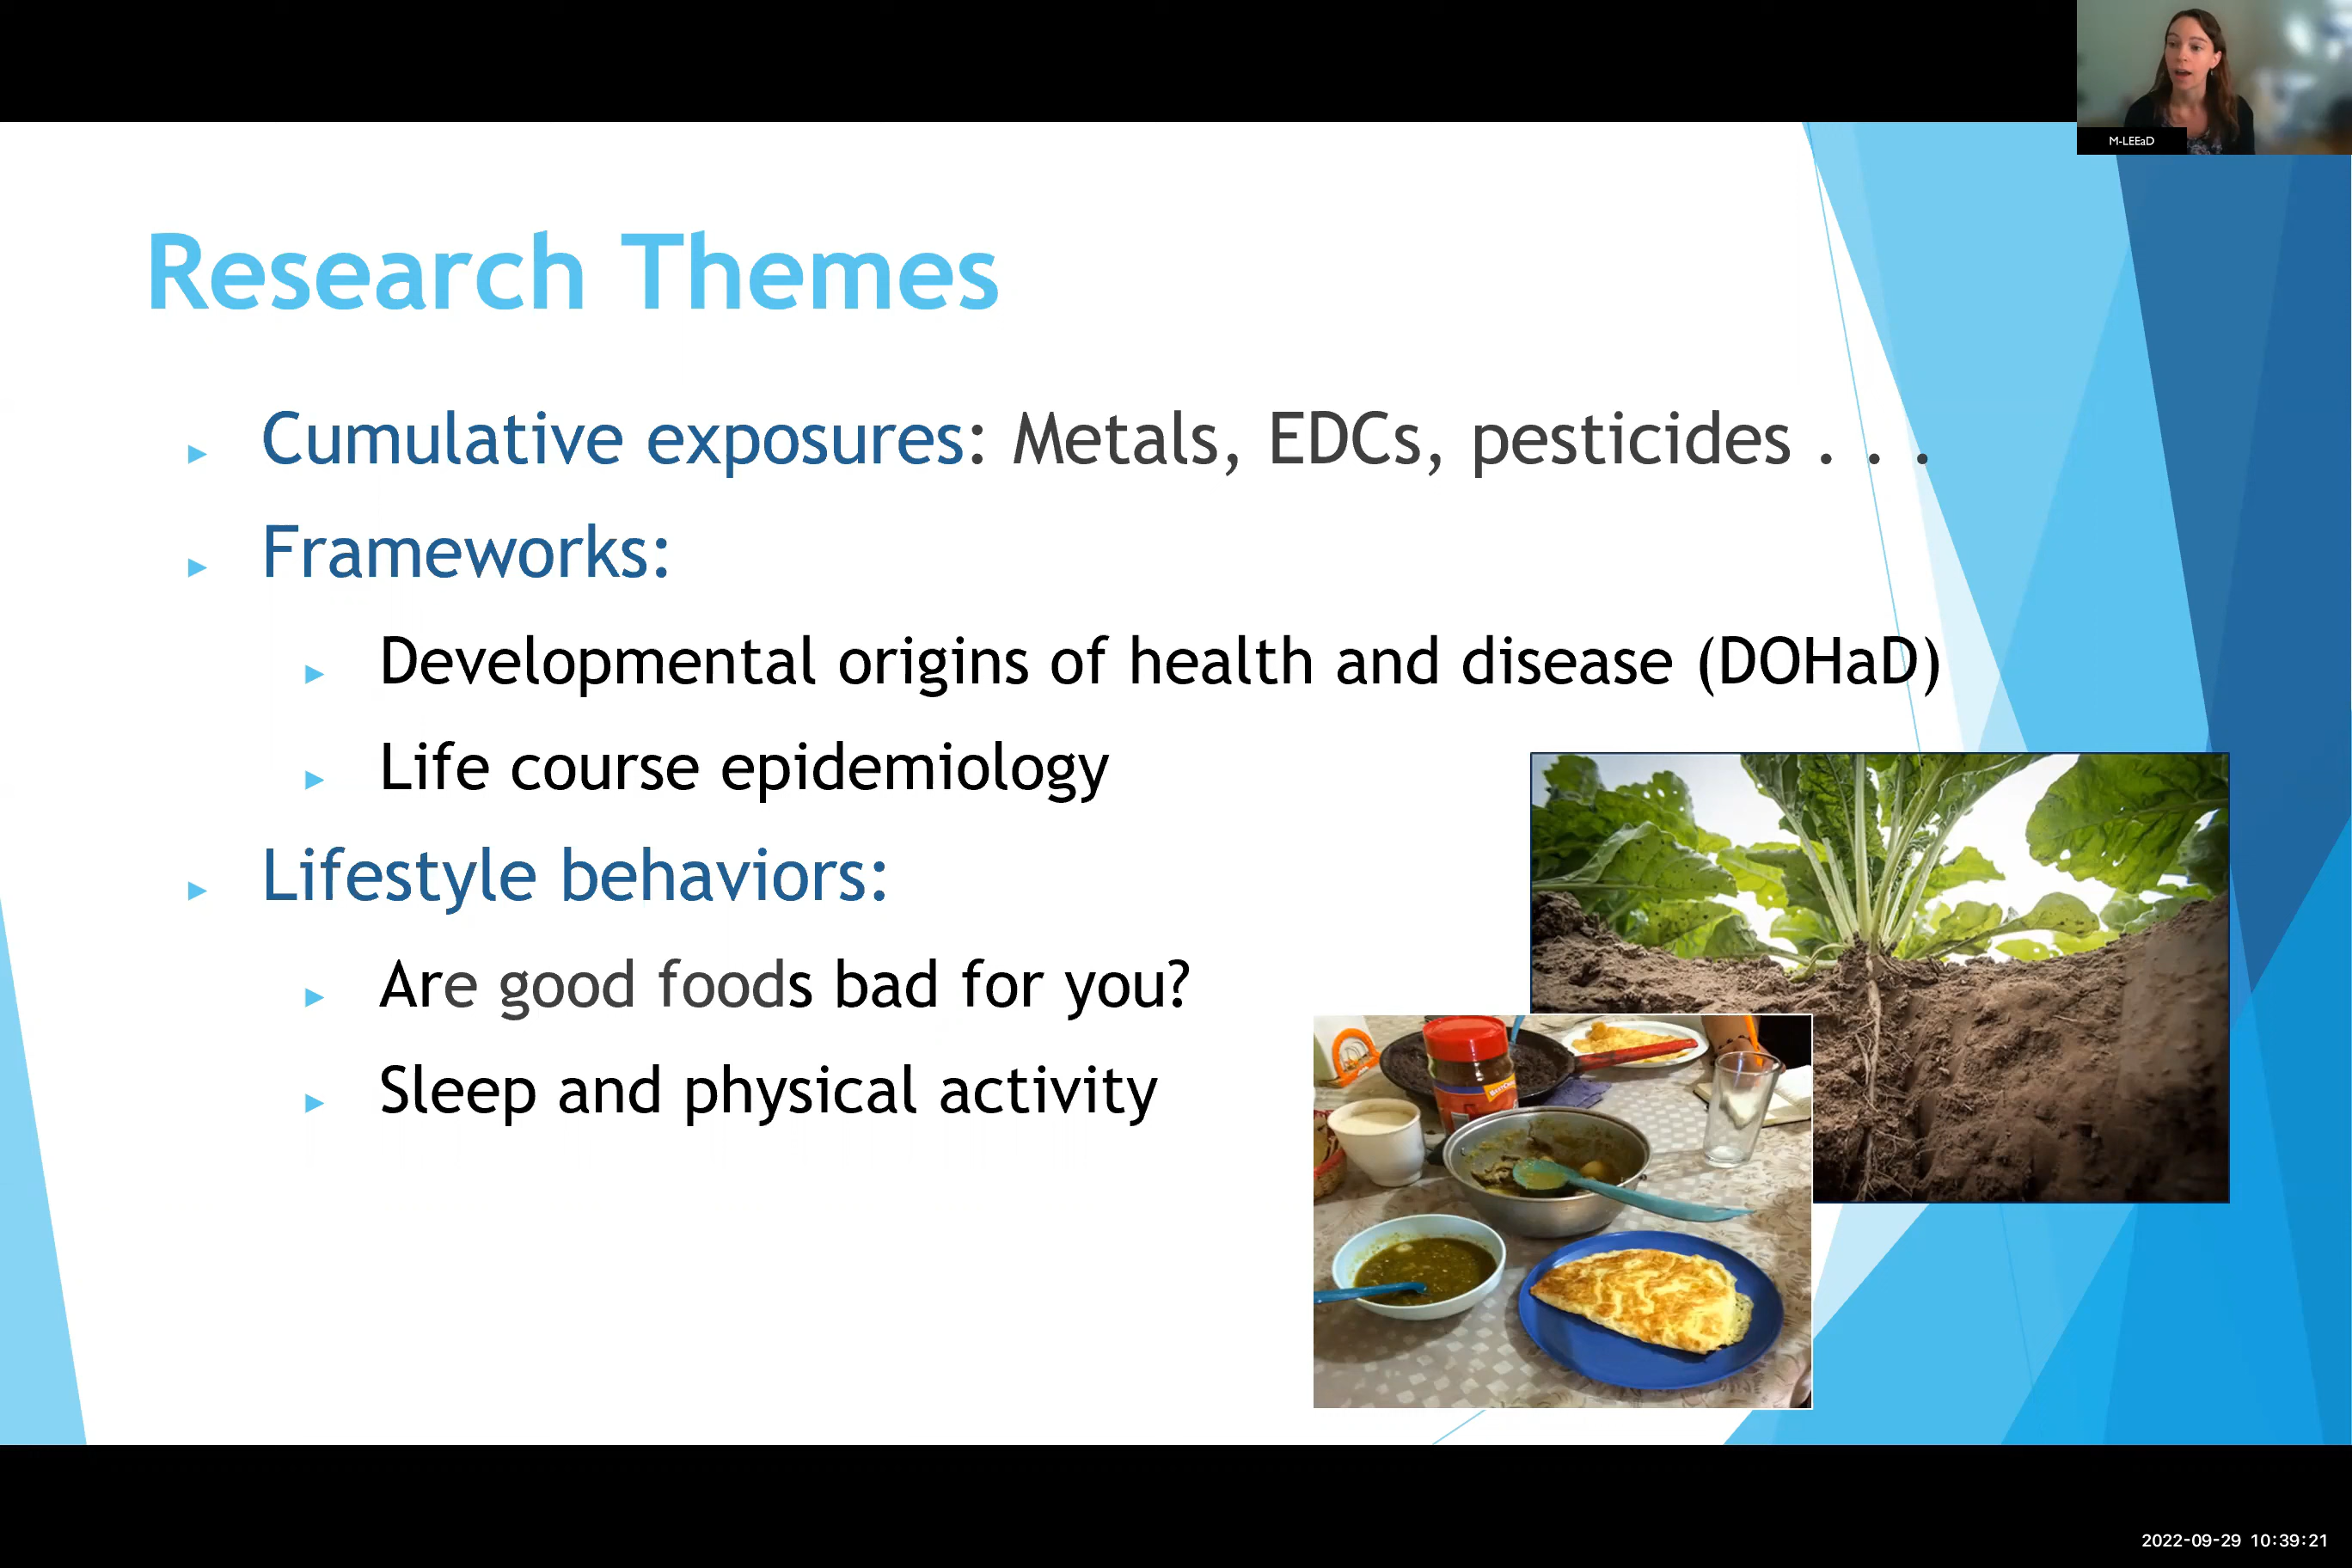 M-LEEaD
Research Themes
Cumulative exposures: Metals, EDCs, pesticides . . .
Frameworks:
Developmental origins of health and disease (DOHaD)
Life course epidemiology
Lifestyle behaviors:
Are good foods bad for you?
Sleep and physical activity
2022-09-29 10:39:21